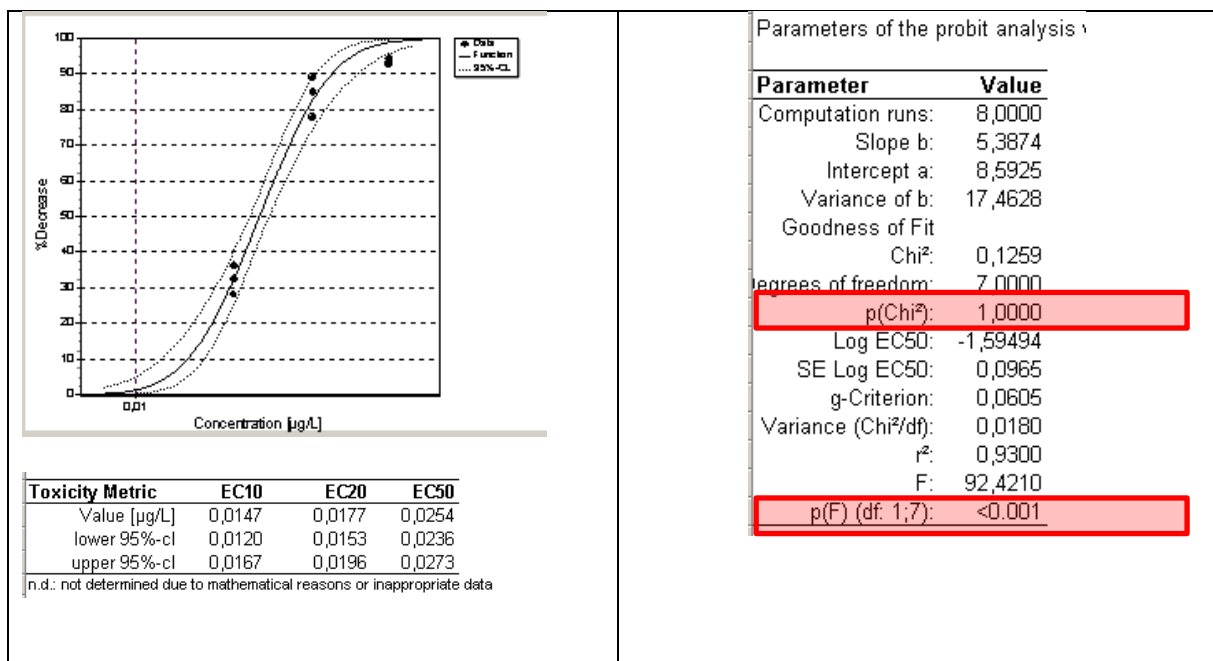 100
90
80
70
60
50
40
30
20
10
0
%Decrease
0,01
Concentration [µg/L]
Data
Function
95%-CL
Toxicity Metric EC10 EC20 EC50
Value [µg/L] 0,0147 0,0177 0,0254
lower 95%-cl 0,0120 0,0153 0,0236
upper 95%-cl 0,0167 0,0196 0,0273
n.d.: not determined due to mathematical reasons or inappropriate data
Parameters of the probit analysis
Parameter Value
Computation runs: 8,0000
Slope b: 5,3874
Intercept a: 8,5925
Variance of b: 17,4628
Goodness of Fit
Chi²: 0,1259
egrees of freedom: 7,0000
p(Chi²): 1,0000
Log EC50: -1,59494
SE Log EC50: 0,0965
g-Criterion: 0,0605
Variance (Chi²/df): 0,0180
r²: 0,9300
F: 92,4210
p(F) (df: 1;7): <0.001